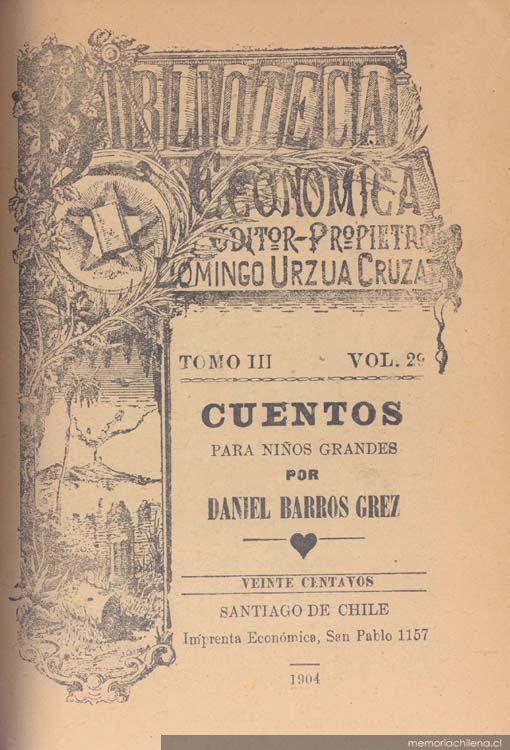 BIBLIOTECA
ECONOMICA
EDITOR-PROPIETAR
DOMINGO URZUA CRUZAT
TOMO III VOL. 29
CUENTOS
PARA NIÑOS GRANDES
POR
DANIEL BARROS GREZ
VEINTE CENTAVOS
SANTIAGO DE CHILE
Imprenta Económica, San Pablo 1157
1904
memoriachilena.cl